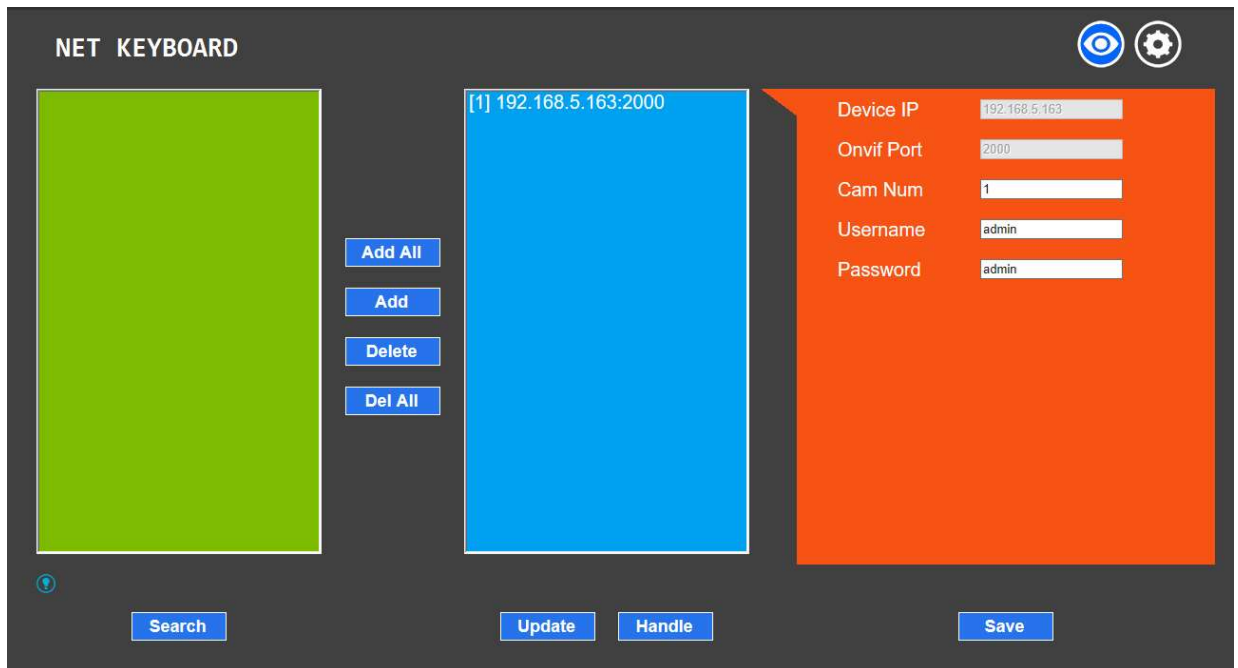 NET KEYBOARD
[1] 192.168.5.163:2000
Add All
Add
Delete
Del All
Device IP 192.168.5.163
Onvif Port 2000
Cam Num 1
Username admin
Password admin
Search
Update
Handle
Save